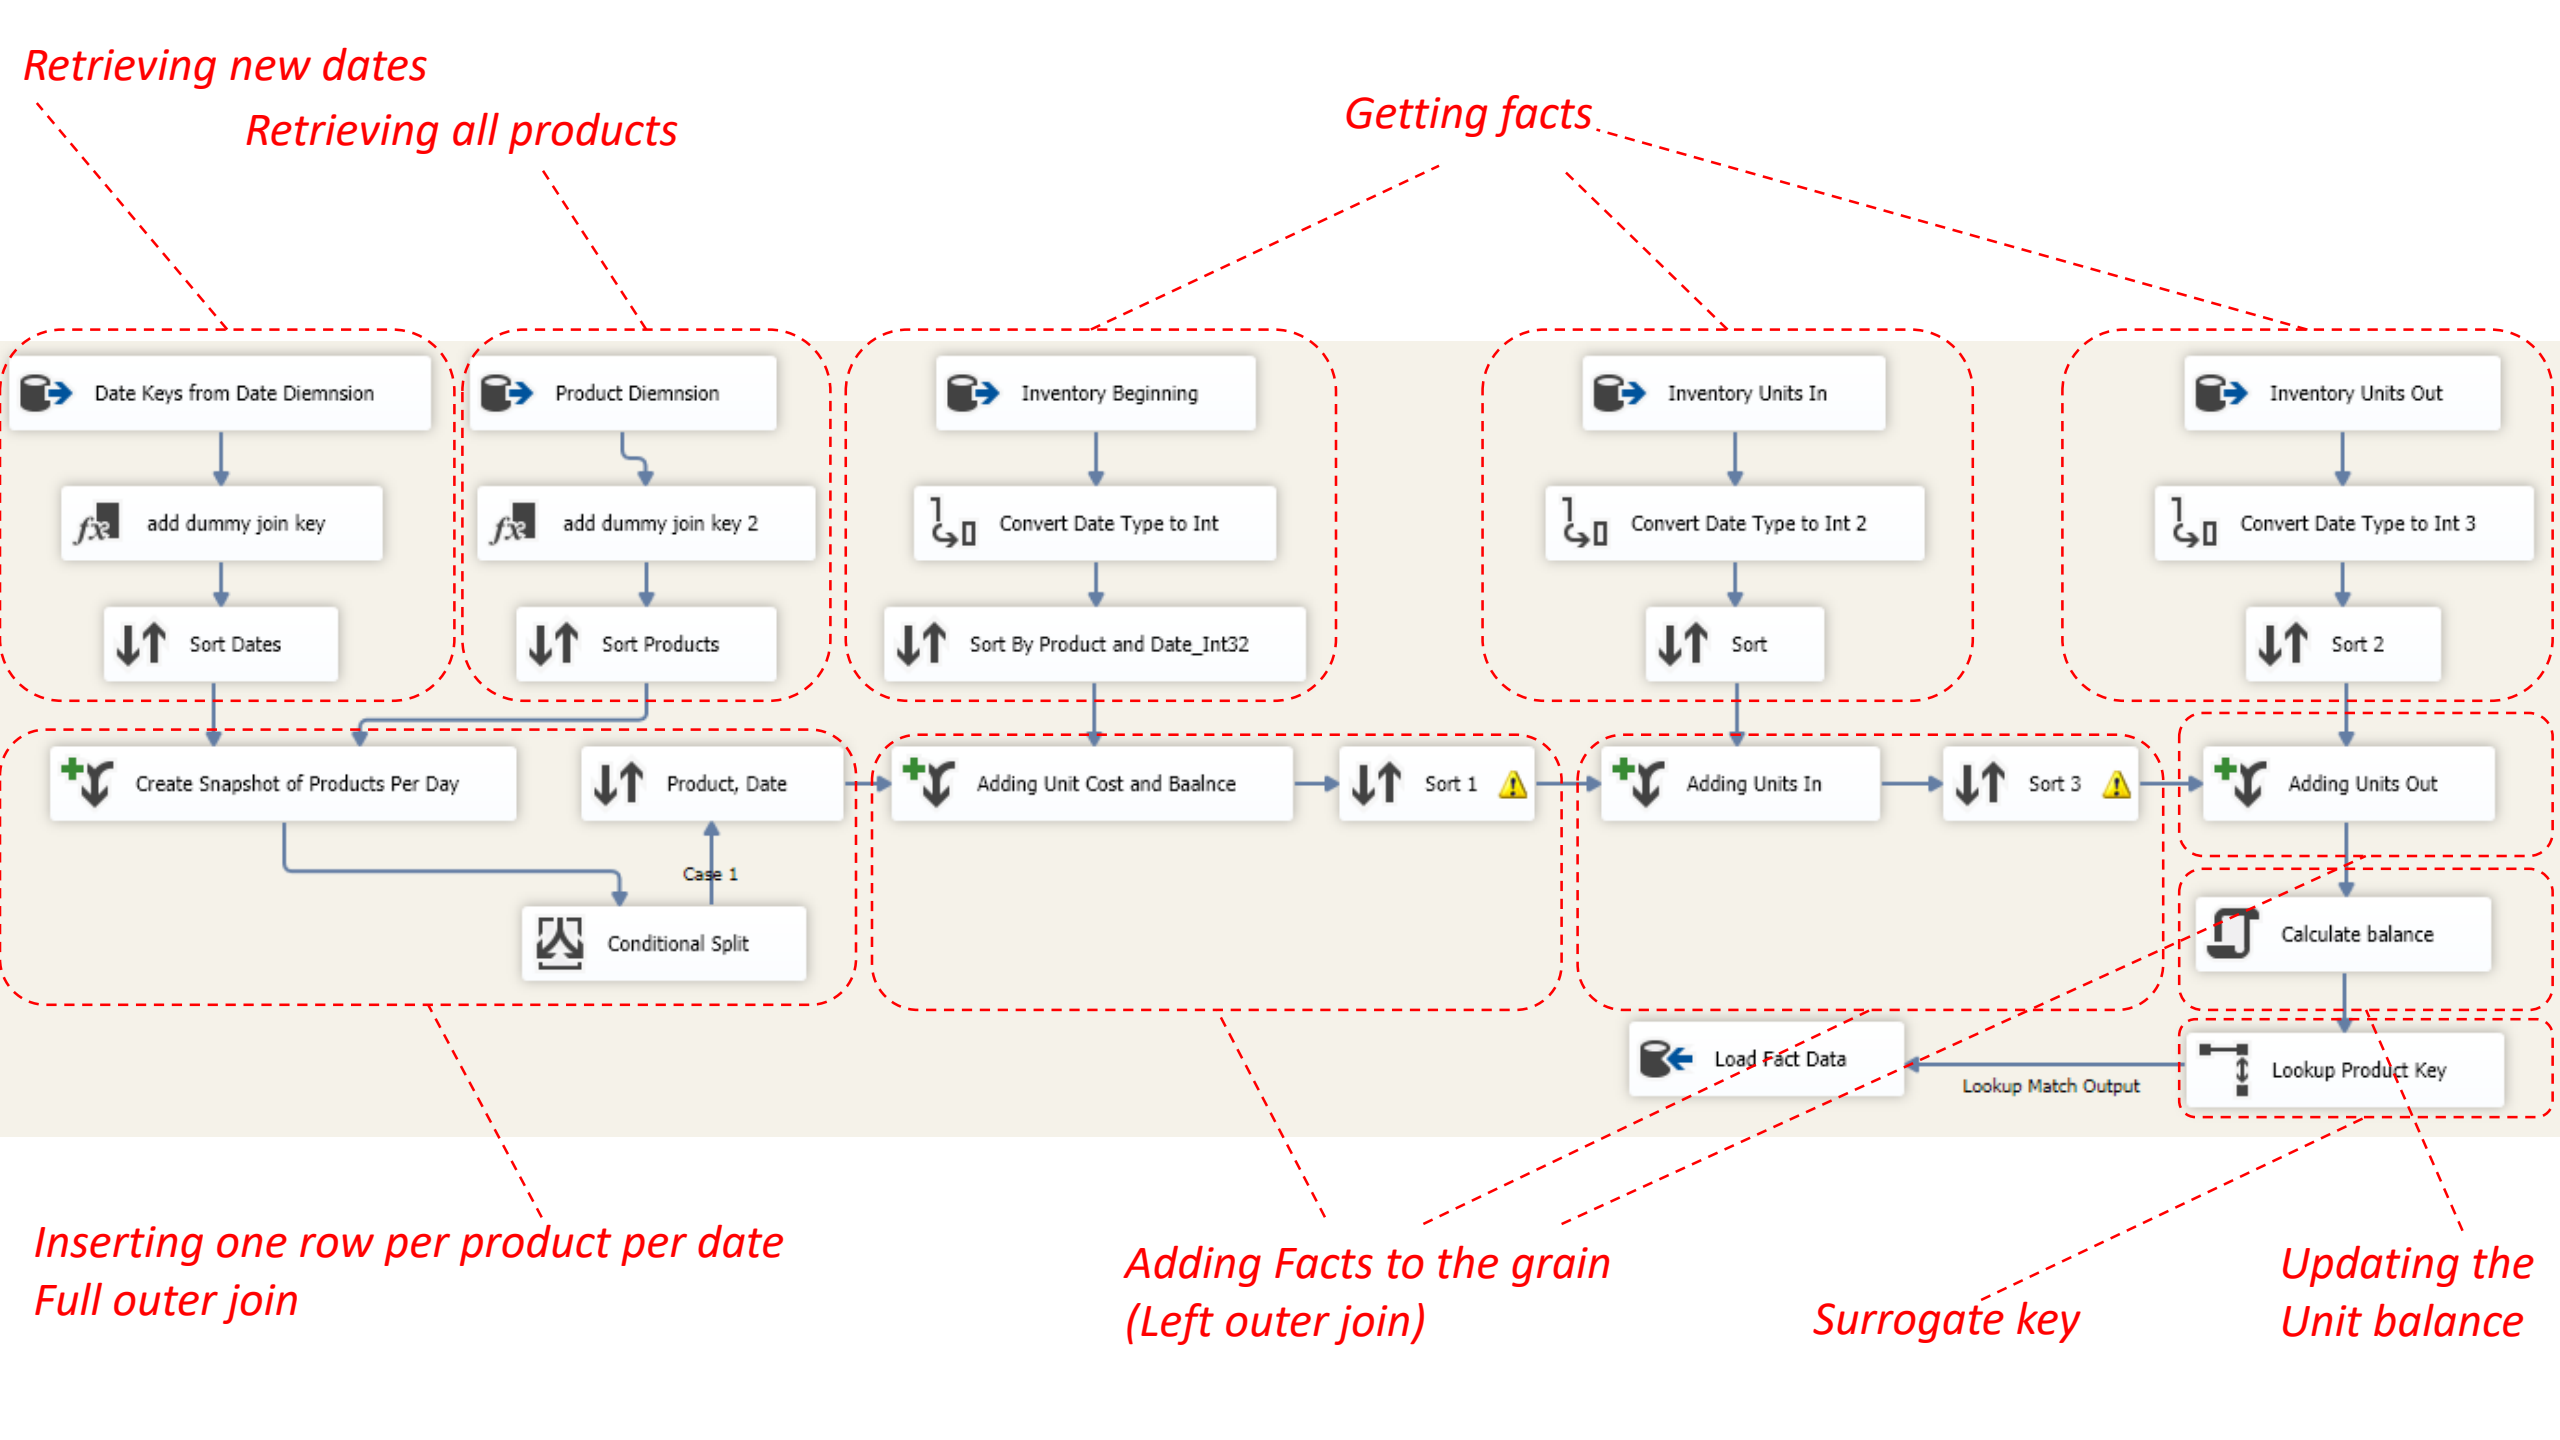 Retrieving new dates
Retrieving all products
Getting facts
Date Keys from Date Diemnsion
Product Diemnsion
Inventory Beginning
Inventory Units In
Inventory Units Out
add dummy join key
add dummy join key 2
Convert Date Type to Int
Convert Date Type to Int 2
Convert Date Type to Int 3
Sort Dates
Sort Products
Sort By Product and Date_Int32
Sort
Sort 2
Create Snapshot of Products Per Day
Product, Date
Adding Unit Cost and Baalnce
Sort 1
Adding Units In
Sort 3
Adding Units Out
Case 1
Conditional Split
Calculate balance
Load Fact Data
Lookup Match Output
Lookup Product Key
Inserting one row per product per date
Full outer join
Adding Facts to the grain
(Left outer join)
Surrogate key
Updating the
Unit balance